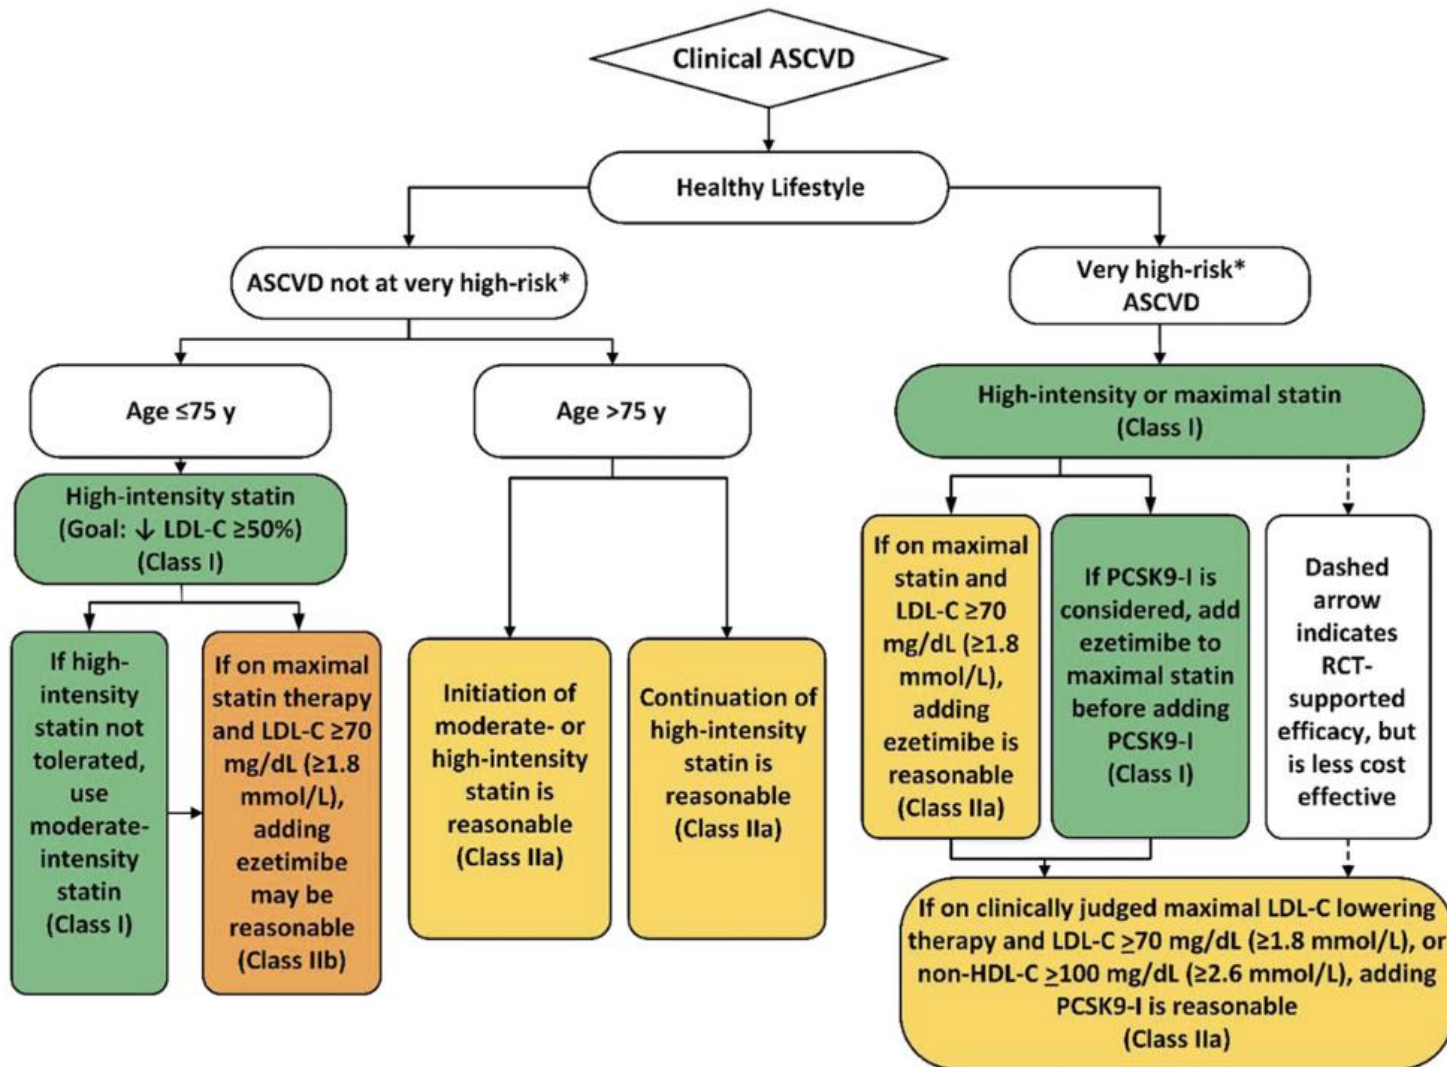 Clinical ASCVD
Healthy Lifestyle
ASCVD not at very high-risk*
Very high-risk*
ASCVD
Age ≤75 y
Age >75 y
High-intensity or maximal statin
(Class I)
High-intensity statin
(Goal: ↓ LDL-C ≥50%)
(Class I)
If high-
intensity
statin not
tolerated,
use
moderate-
intensity
statin
(Class I)
If on maximal
statin therapy
and LDL-C ≥70
mg/dL (≥1.8
mmol/L),
adding
ezetimibe
may be
reasonable
(Class IIb)
Initiation of
moderate- or
high-intensity
statin is
reasonable
(Class IIa)
Continuation of
high-intensity
statin is
reasonable
(Class IIa)
If on maximal
statin and
LDL-C ≥70
mg/dL (≥1.8
mmol/L),
adding
ezetimibe is
reasonable
(Class IIa)
If PCSK9-I is
considered, add
ezetimibe to
maximal statin
before adding
PCSK9-I
(Class I)
Dashed
arrow
indicates
RCT-
supported
efficacy, but
is less cost
effective
If on clinically judged maximal LDL-C lowering
therapy and LDL-C ≥70 mg/dL (≥1.8 mmol/L), or
non-HDL-C ≥100 mg/dL (≥2.6 mmol/L), adding
PCSK9-I is reasonable
(Class IIa)